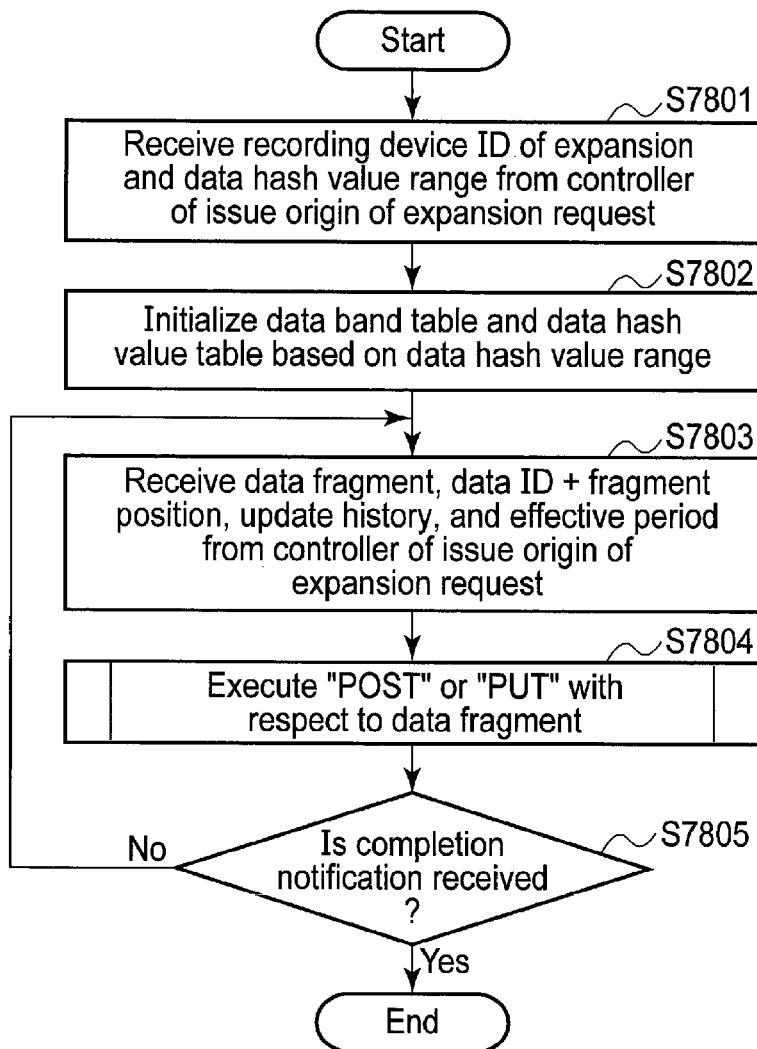 Start
S7801
Receive recording device ID of expansion
and data hash value range from controller
of issue origin of expansion request
S7802
Initialize data band table and data hash
value table based on data hash value range
S7803
Receive data fragment, data ID + fragment
position, update history, and effective period
from controller of issue origin of
expansion request
S7804
Execute "POST" or "PUT" with
respect to data fragment
S7805
No
Is completion
notification received
?
Yes
End